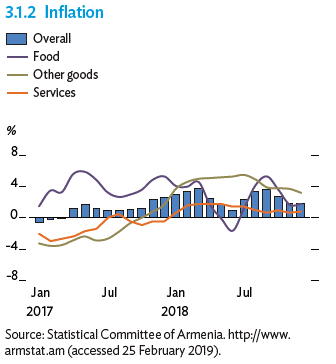 3.1.2 Inflation
Overall
Food
Other goods
Services
%
8
4
0
-4
-8
Jan Jul Jan Jul
2017 2018
Source: Statistical Committee of Armenia. http://www.
armstat.am (accessed 25 February 2019).